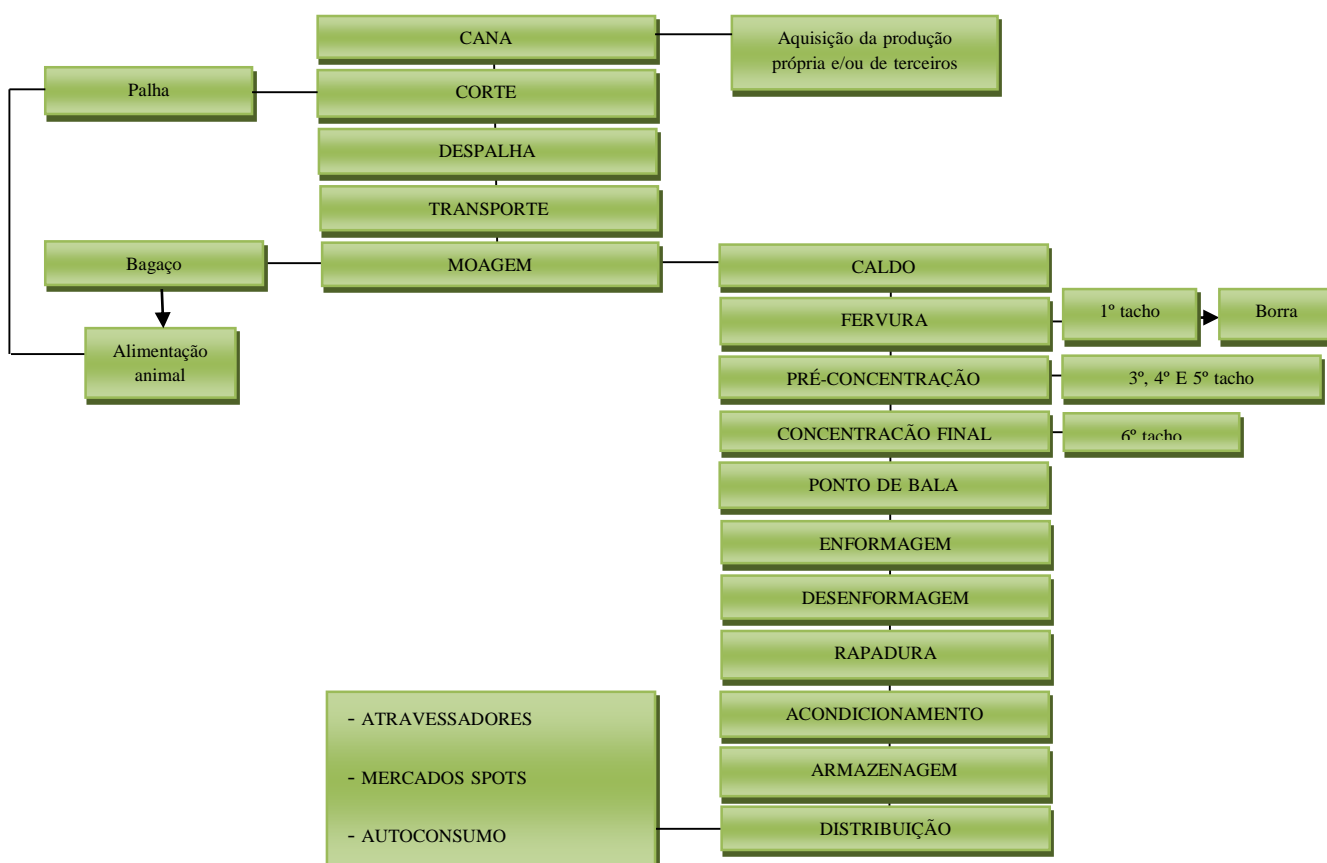 CANA
Aquisição da produção
própria e/ou de terceiros
Palha
CORTE
DESPALHA
TRANSPORTE
Bagaço
MOAGEM
CALDO
FERVURA
1º tacho
Borra
Alimentação
animal
PRÉ-CONCENTRAÇÃO
3º, 4º E 5º tacho
CONCENTRACÃO FINAL
6º tacho
PONTO DE BALA
ENFORMAGEM
DESENFORMAGEM
RAPADURA
ACONDICIONAMENTO
ARMAZENAGEM
DISTRIBUIÇÃO
- ATRAVESSADORES
- MERCADOS SPOTS
- AUTOCONSUMO